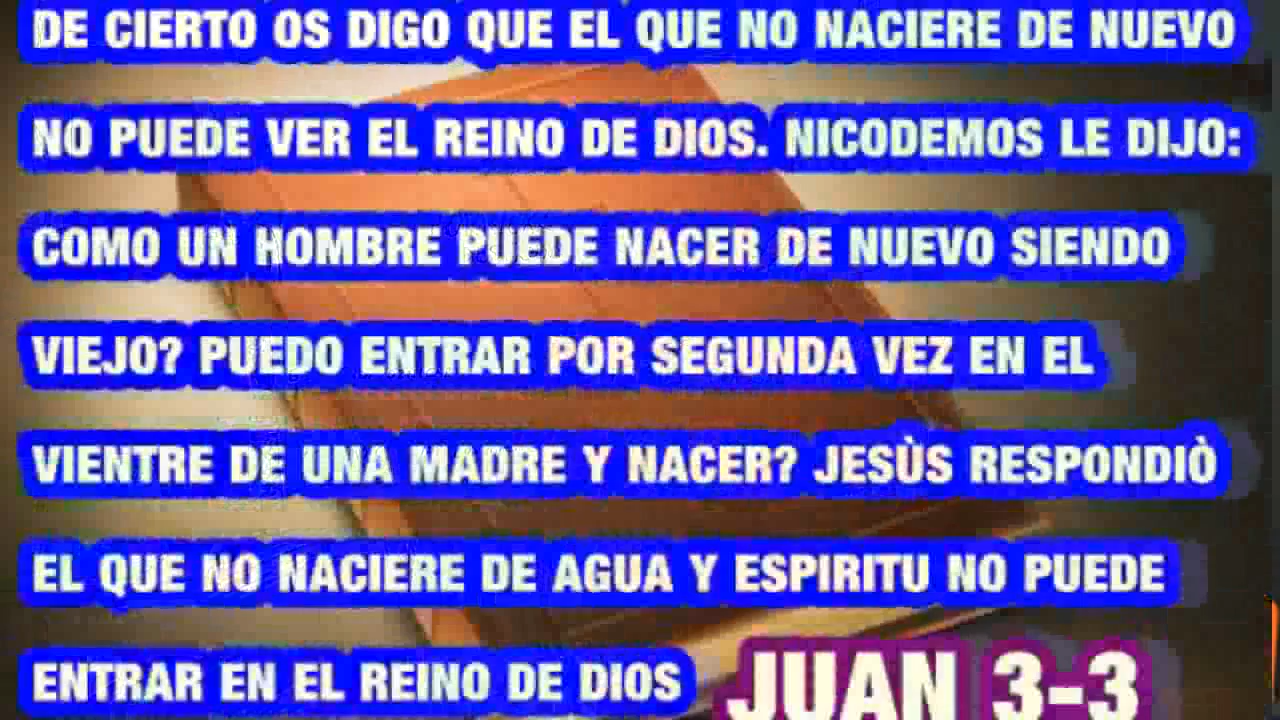 DE CIERTO OS DIGO QUE EL QUE NO NACIERE DE NUEVO
NO PUEDE VER EL REINO DE DIOS. NICODEMOS LE DIJO:
COMO UN HOMBRE PUEDE NACER DE NUEVO SIENDO
VIEJO? PUEDO ENTRAR POR SEGUNDA VEZ EN EL
VIENTRE DE UNA MADRE Y NACER? JESÙS RESPONDIÒ
EL QUE NO NACIERE DE AGUA Y ESPIRITU NO PUEDE
ENTRAR EN EL REINO DE DIOS
JUAN 3-3